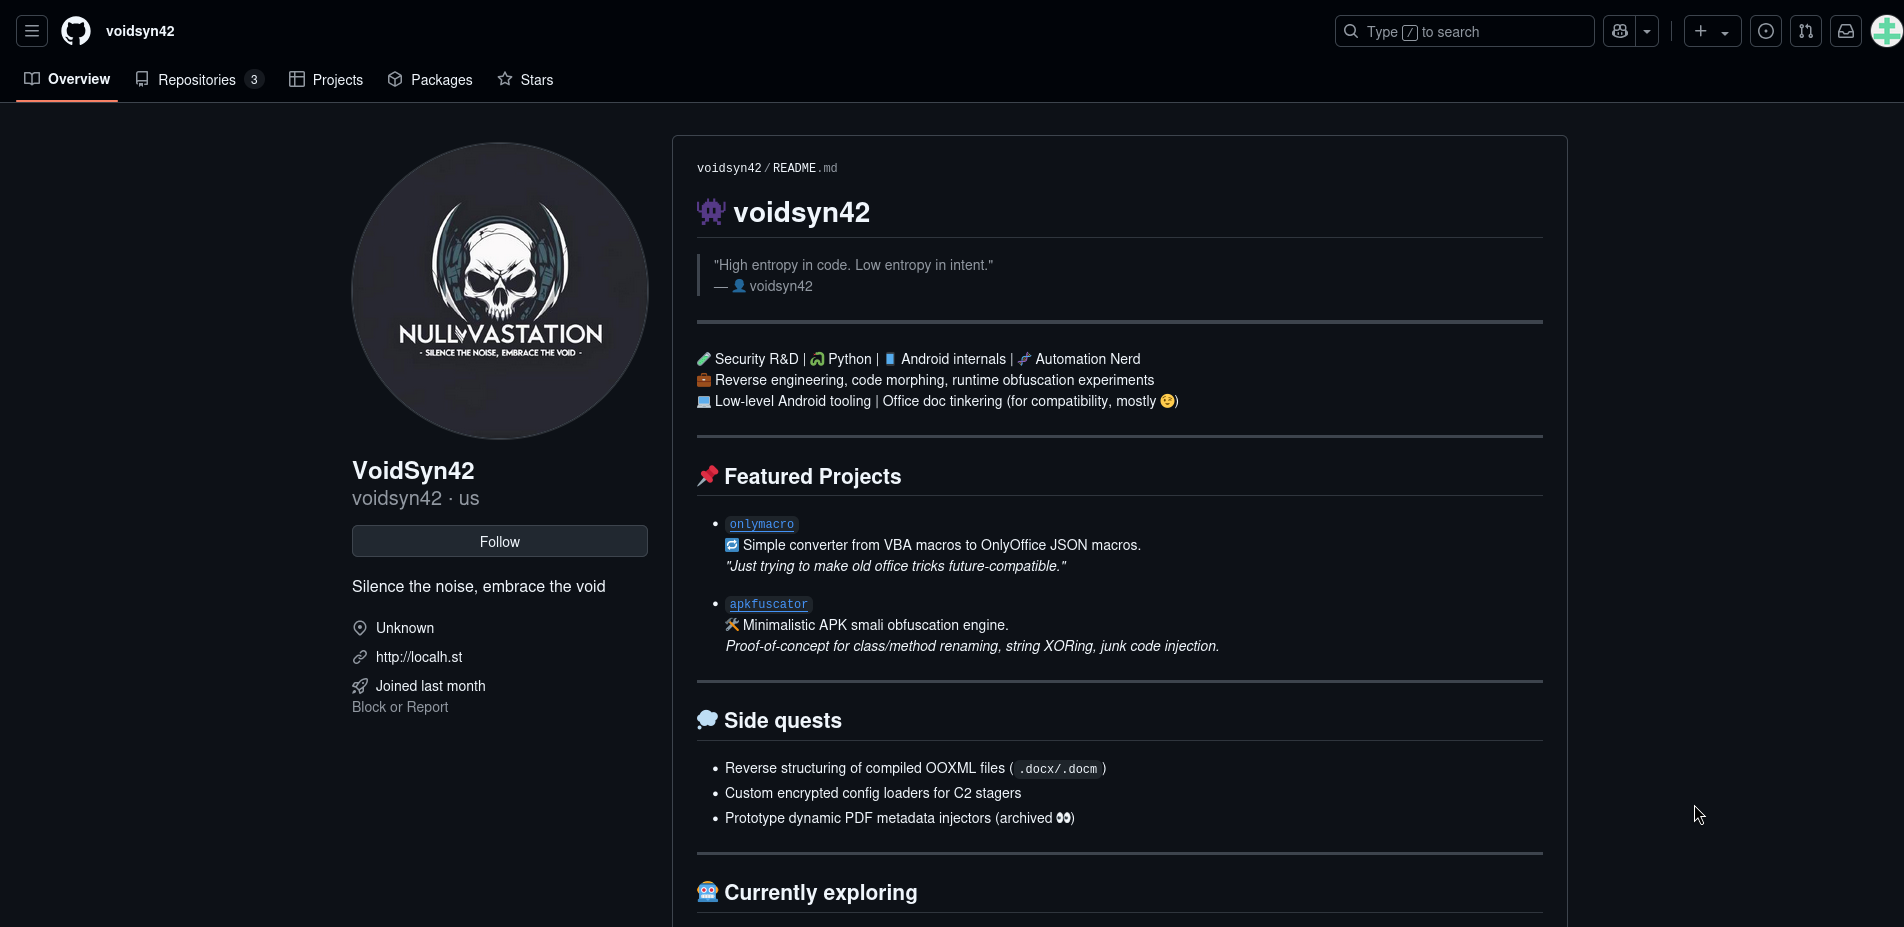 voidsyn42
Type / to search
Overview
Repositories 3
Projects
Packages
Stars
NULLVASTATION
- SILENCE THE NOISE, EMBRACE THE VOID -
VoidSyn42
voidsyn42 · us
Follow
Silence the noise, embrace the void
Unknown
http://localh.st
Joined last month
Block or Report
voidsyn42/README.md
👾 voidsyn42
"High entropy in code. Low entropy in intent."
— 👤 voidsyn42
🧪 Security R&D | 🐍 Python | 📱 Android internals | 🧬 Automation Nerd
💼 Reverse engineering, code morphing, runtime obfuscation experiments
💻 Low-level Android tooling | Office doc tinkering (for compatibility, mostly 🤨)
📌 Featured Projects
• onlymacro
🔁 Simple converter from VBA macros to OnlyOffice JSON macros.
"Just trying to make old office tricks future-compatible."
• apkfuscator
🛠 Minimalistic APK smali obfuscation engine.
Proof-of-concept for class/method renaming, string XORing, junk code injection.
💭 Side quests
• Reverse structuring of compiled OOXML files (.docx/.docm)
• Custom encrypted config loaders for C2 stagers
• Prototype dynamic PDF metadata injectors (archived 👀)
🤖 Currently exploring